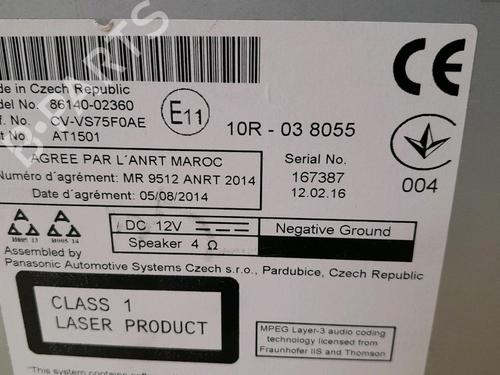 de in Czech Republic
del No. 86140-02360
f. No. CV-VS75F0AE
AT1501
E11
10R - 03 8055
004
AGREE PAR L'ANRT MAROC
Numéro d'agrément: MR 9512 ANRT 2014
Date d'agrément: 05/08/2014
Serial No.
167387
12.02.16
DC 12V
Negative Ground
Speaker 4 Ω
Assembled by
Panasonic Automotive Systems Czech s.r.o., Pardubice, Czech Republic
CLASS 1
LASER PRODUCT
MPEG Layer-3 audio coding
technology licensed from
Fraunhofer IIS and Thomson
B-PARTS
CE